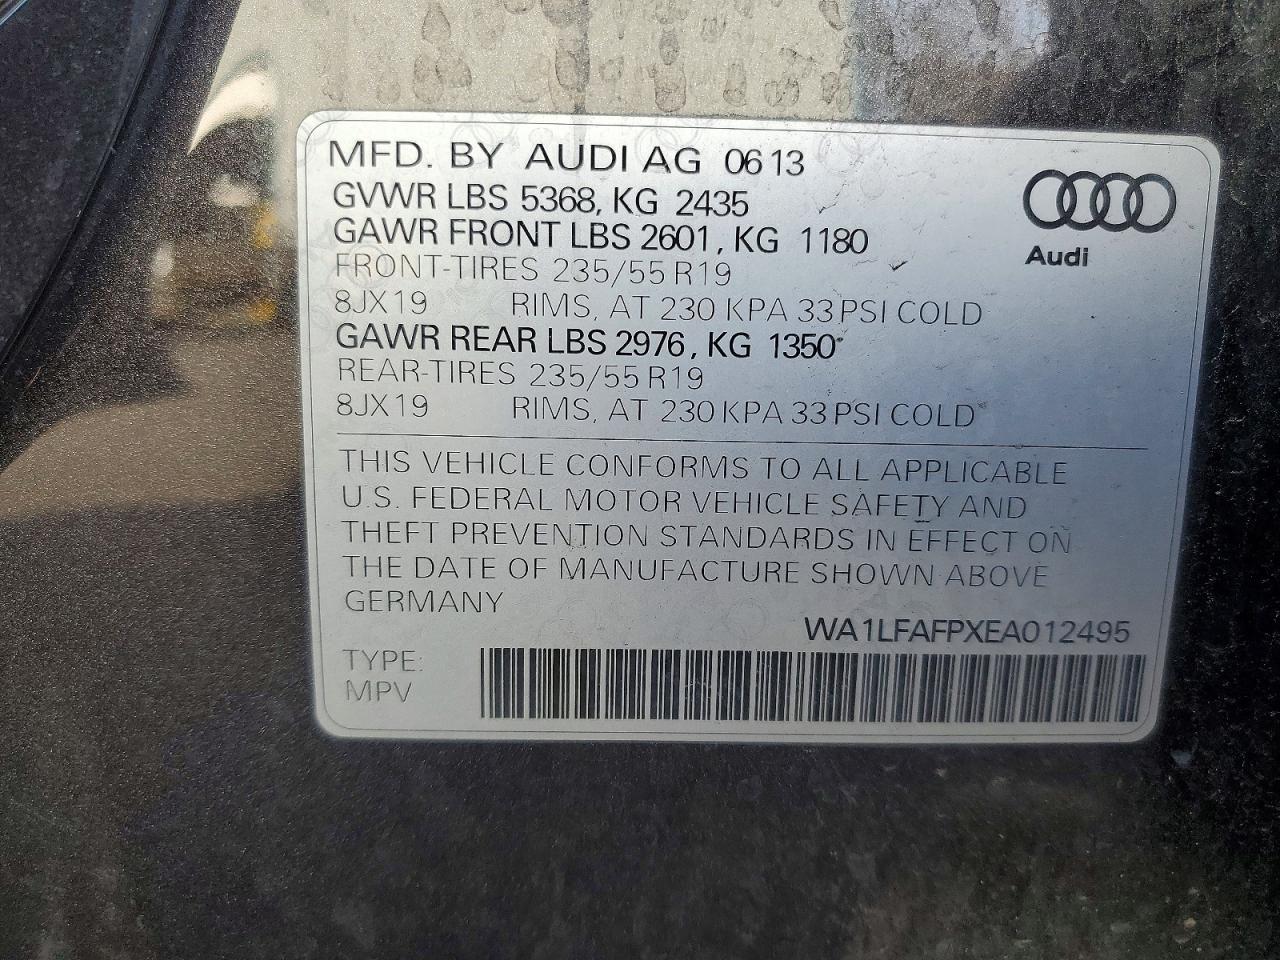 MFD. BY AUDI AG 06 13
GVWR LBS 5368, KG 2435
GAWR FRONT LBS 2601, KG 1180
FRONT-TIRES 235/55 R19
8JX19 RIMS, AT 230 KPA 33 PSI COLD
GAWR REAR LBS 2976, KG 1350
REAR-TIRES 235/55 R19
8JX19 RIMS, AT 230 KPA 33 PSI COLD
Audi
THIS VEHICLE CONFORMS TO ALL APPLICABLE
U.S. FEDERAL MOTOR VEHICLE SAFETY AND
THEFT PREVENTION STANDARDS IN EFFECT ON
THE DATE OF MANUFACTURE SHOWN ABOVE
GERMANY
WA1LFAFPXEA012495
TYPE:
MPV